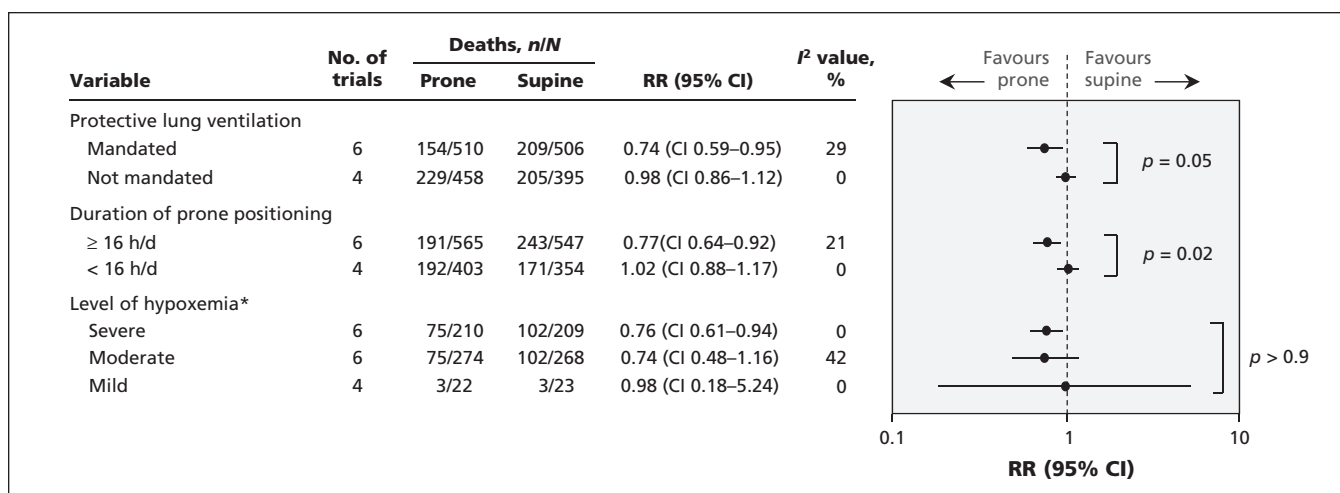 Deaths, n/N
Favours prone
Favours supine
Variable No. of trials Prone Supine RR (95% CI) I² value, %
Protective lung ventilation
Mandated 6 154/510 209/506 0.74 (CI 0.59–0.95) 29
p = 0.05
Not mandated 4 229/458 205/395 0.98 (CI 0.86–1.12) 0
Duration of prone positioning
≥ 16 h/d 6 191/565 243/547 0.77(CI 0.64–0.92) 21
p = 0.02
< 16 h/d 4 192/403 171/354 1.02 (CI 0.88–1.17) 0
Level of hypoxemia*
Severe 6 75/210 102/209 0.76 (CI 0.61–0.94) 0
Moderate 6 75/274 102/268 0.74 (CI 0.48–1.16) 42
p > 0.9
Mild 4 3/22 3/23 0.98 (CI 0.18–5.24) 0
0.1 1 10
RR (95% CI)